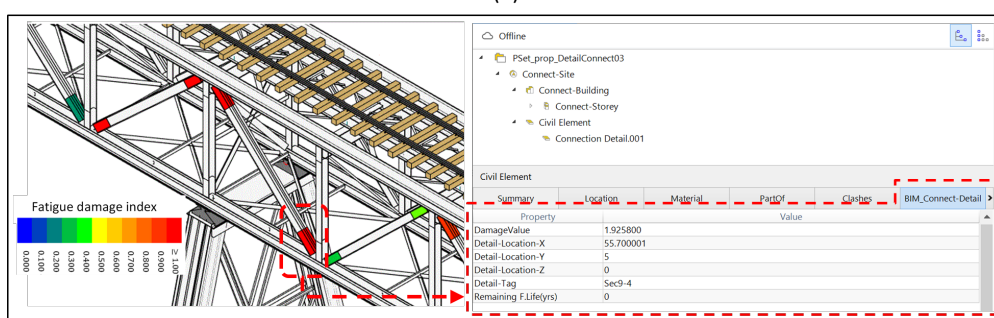 Offline
PSet_prop_DetailConnect03
Connect-Site
Connect-Building
Connect-Storey
Civil Element
Connection Detail.001
Civil Element
Summary Location Material PartOf Clashes BIM_Connect-Detail
Property Value
DamageValue 1.925800
Detail-Location-X 55.700001
Detail-Location-Y 5
Detail-Location-Z 0
Detail-Tag Sec9-4
Remaining F.Life(yrs) 0
Fatigue damage index
0.000 0.100 0.200 0.300 0.400 0.500 0.600 0.700 0.800 0.900 ≥ 1.00